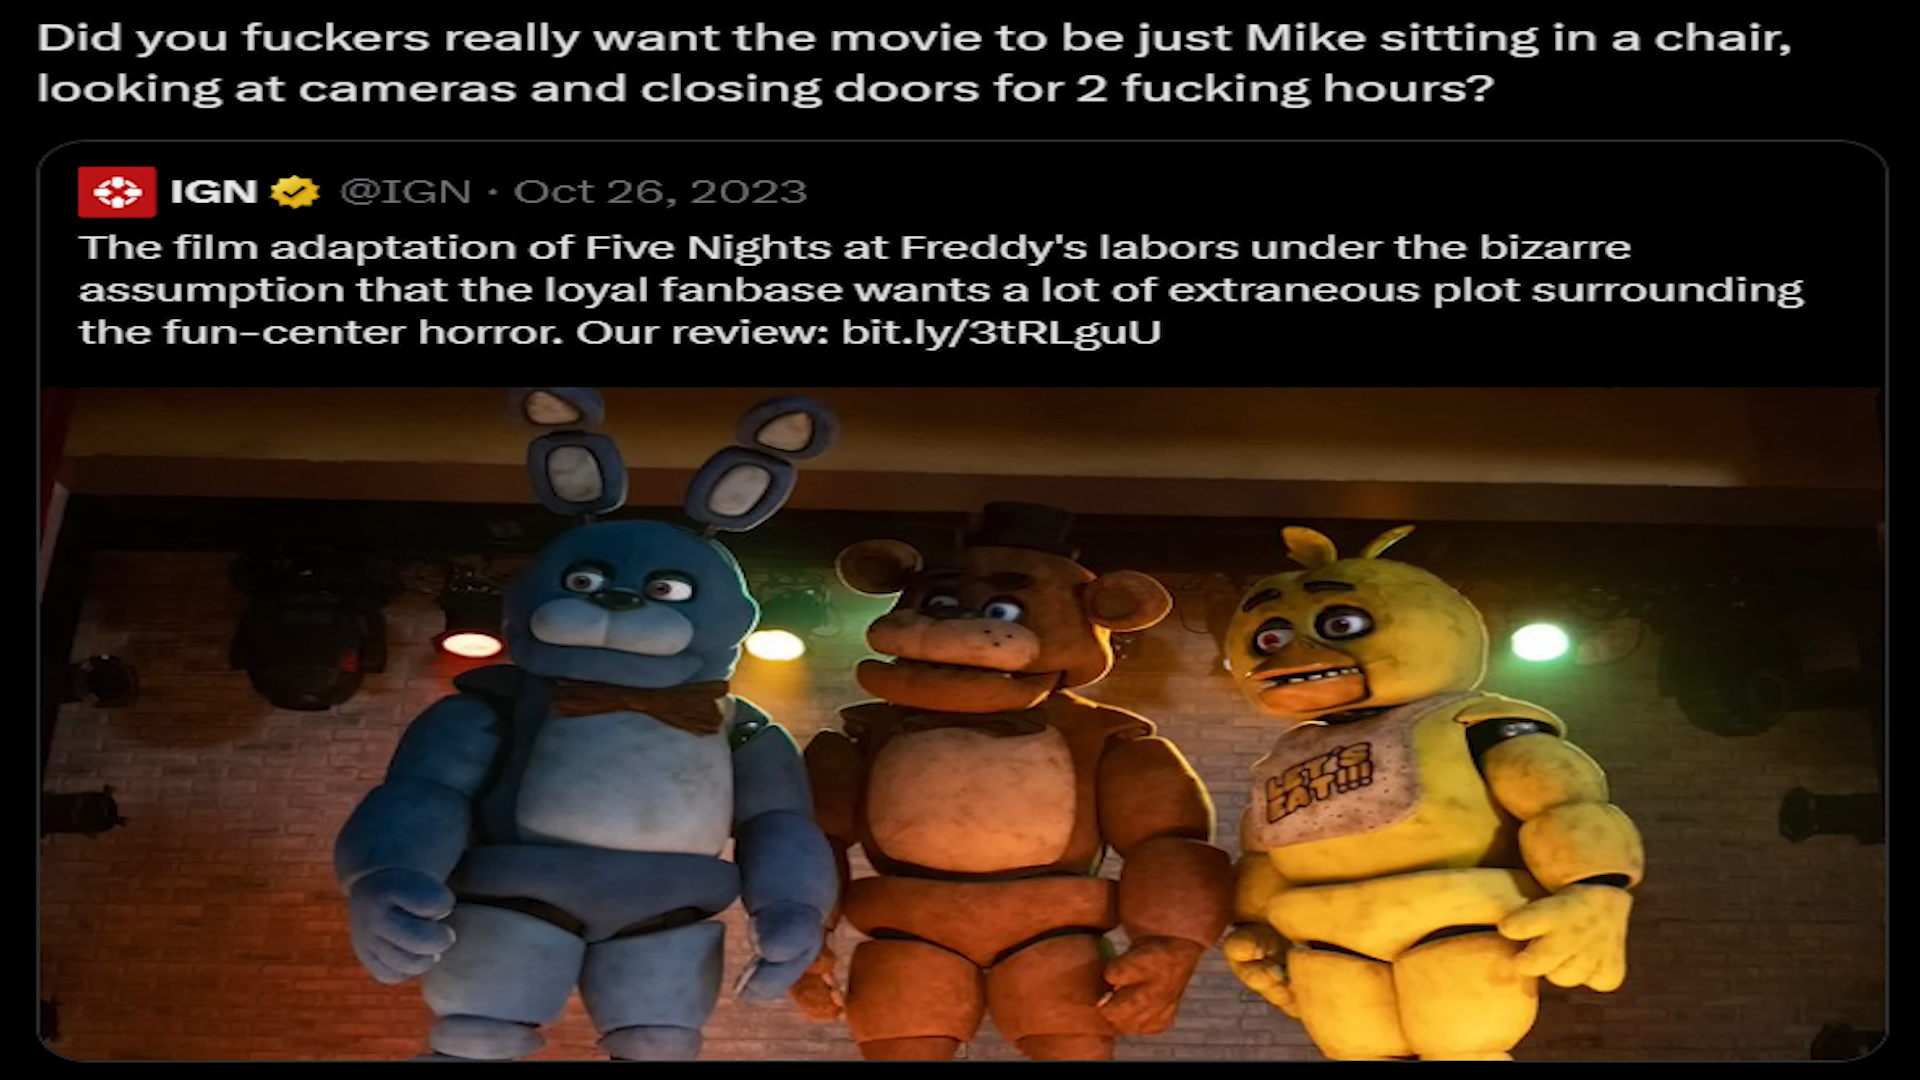 Did you fuckers really want the movie to be just Mike sitting in a chair,
looking at cameras and closing doors for 2 fucking hours?
IGN @IGN · Oct 26, 2023
The film adaptation of Five Nights at Freddy's labors under the bizarre
assumption that the loyal fanbase wants a lot of extraneous plot surrounding
the fun-center horror. Our review: bit.ly/3tRLguU
LET'S
EAT!!!